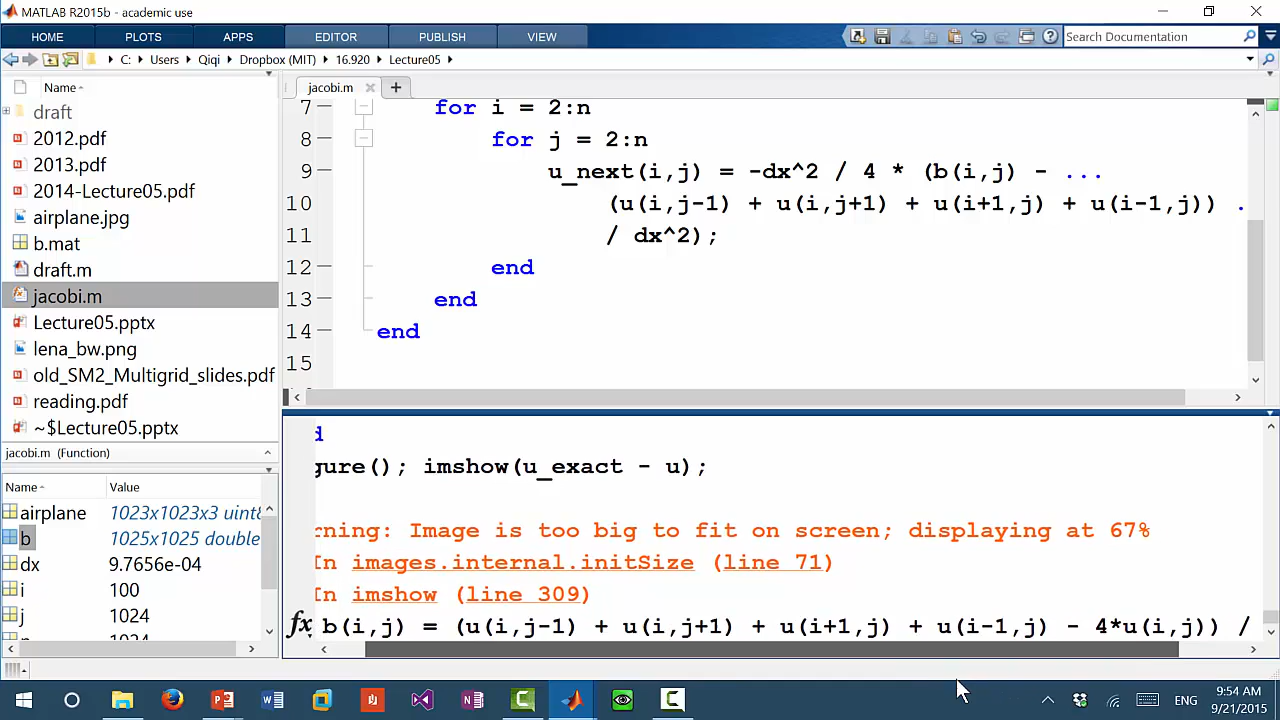 MATLAB R2015b - academic use
HOME PLOTS APPS EDITOR PUBLISH VIEW Search Documentation
C: Users Qiqi Dropbox (MIT) 16.920 Lecture05
Name
draft
2012.pdf
2013.pdf
2014-Lecture05.pdf
airplane.jpg
b.mat
draft.m
jacobi.m
Lecture05.pptx
lena_bw.png
old_SM2_Multigrid_slides.pdf
reading.pdf
~$Lecture05.pptx
jacobi.m (Function)
Name Value
airplane 1023x1023x3 uint8
b 1025x1025 double
dx 9.7656e-04
i 100
j 1024
jacobi.m
7 for i = 2:n
8 for j = 2:n
9 u_next(i,j) = -dx^2 / 4 * (b(i,j) - ...
10 (u(i,j-1) + u(i,j+1) + u(i+1,j) + u(i-1,j)) .
11 / dx^2);
12 end
13 end
14 end
15
d
gure(); imshow(u_exact - u);
rning: Image is too big to fit on screen; displaying at 67%
In images.internal.initSize (line 71)
In imshow (line 309)
fx b(i,j) = (u(i,j-1) + u(i,j+1) + u(i+1,j) + u(i-1,j) - 4*u(i,j)) /
ENG
9:54 AM
9/21/2015